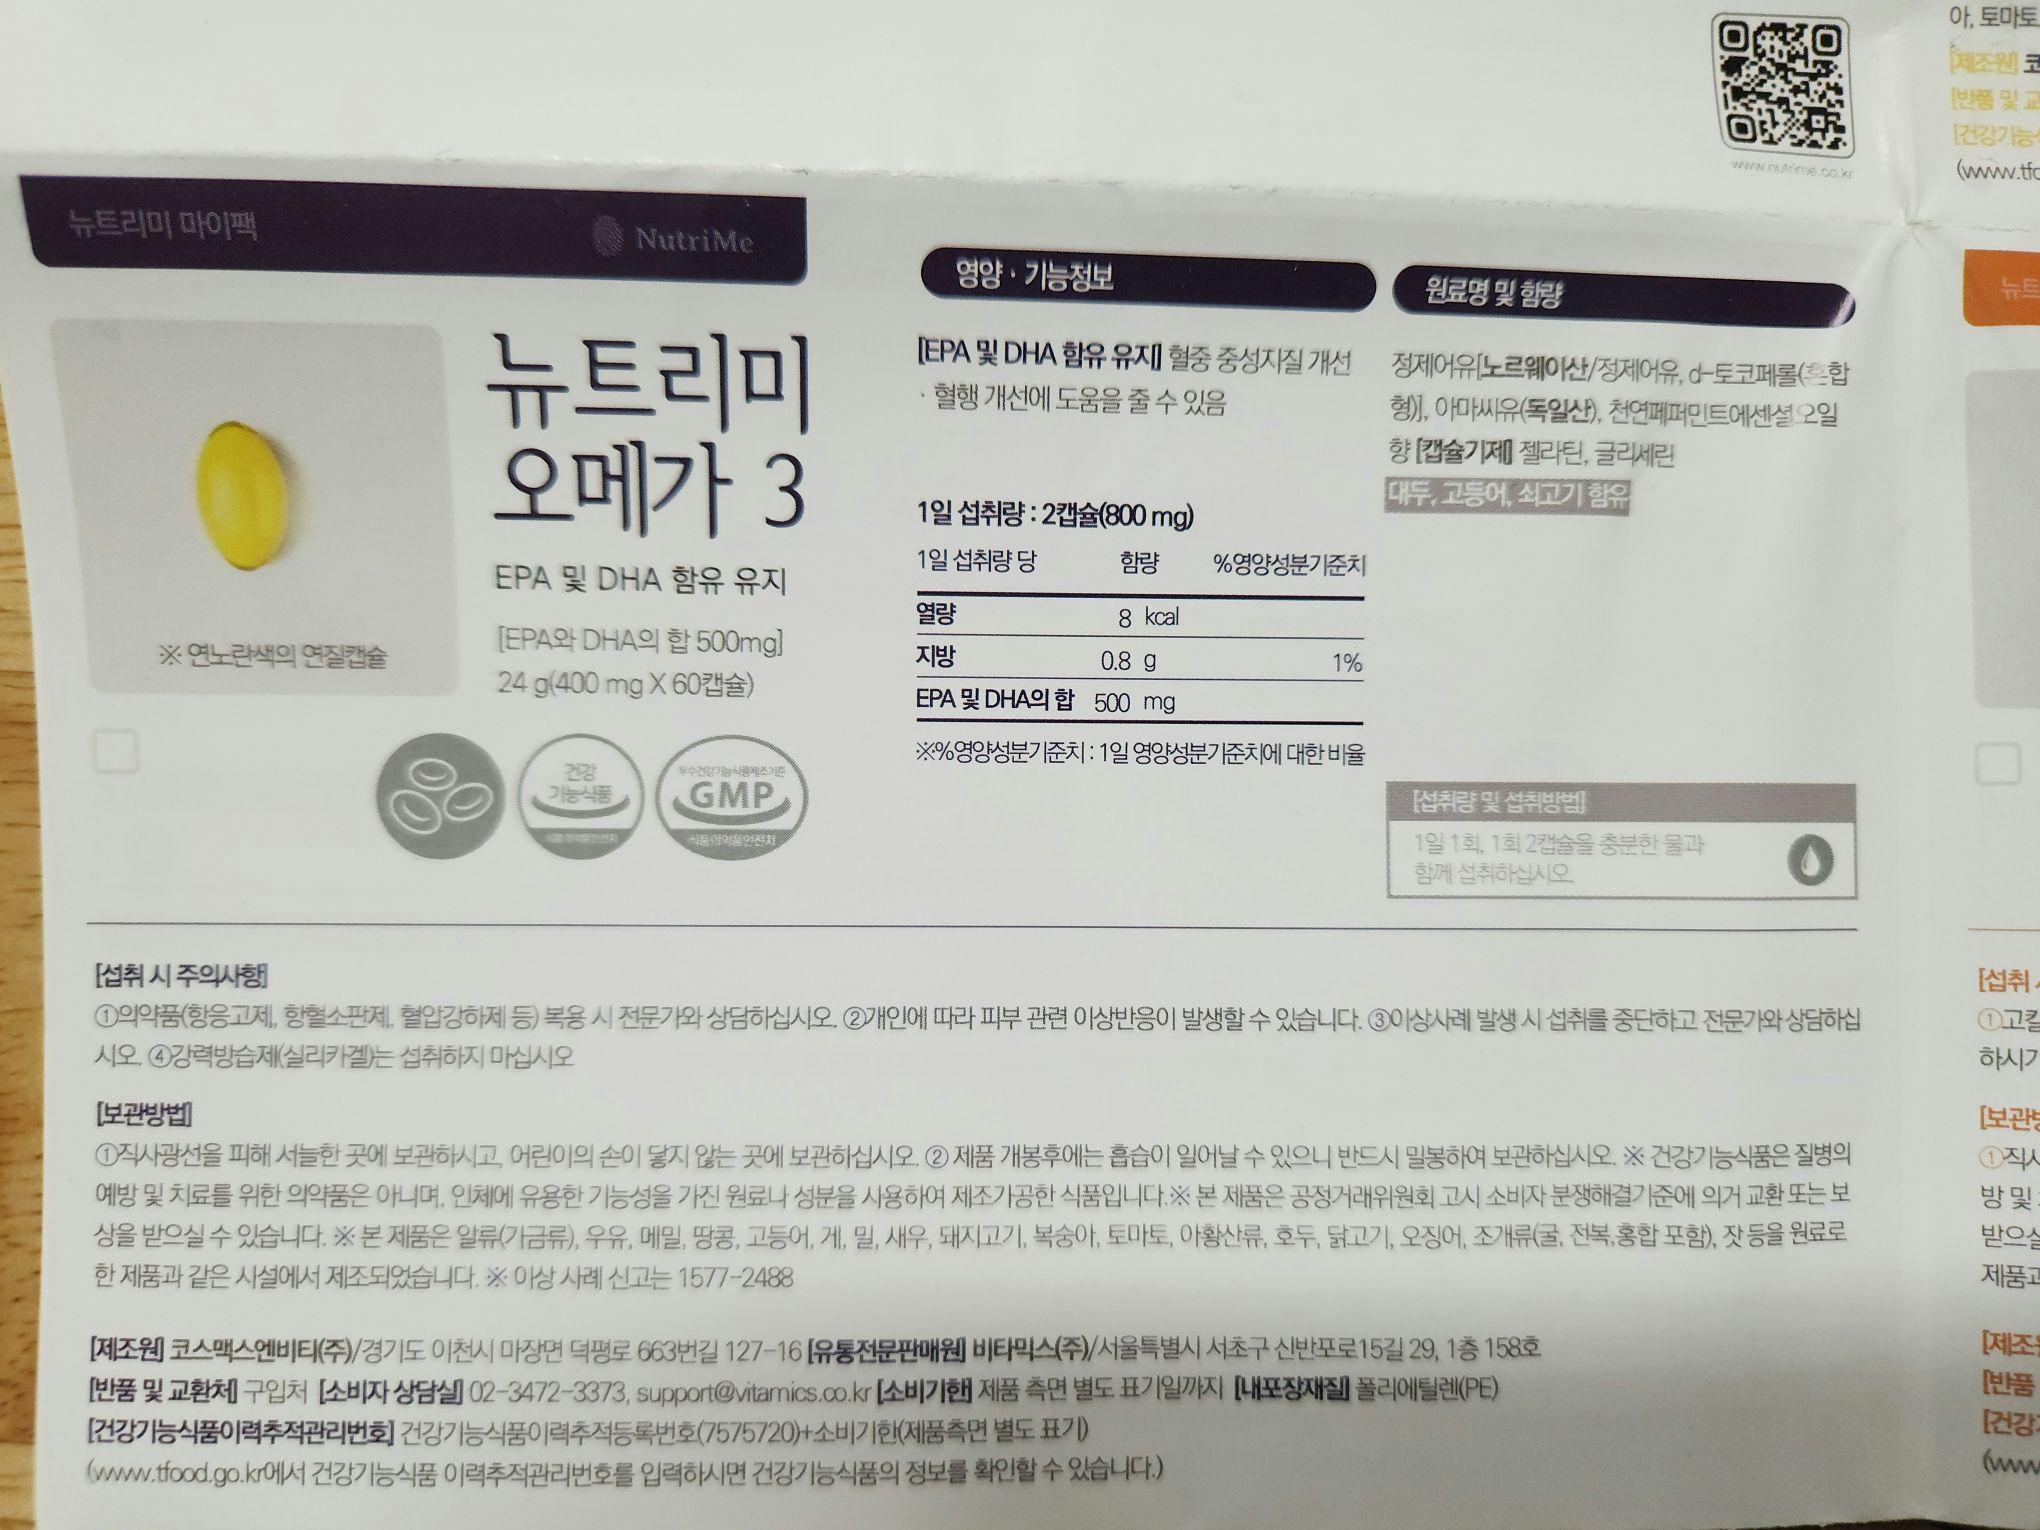 아, 토마토
[제조원] 코
[반품 및 교
[건강기능
(www.tfo
www.nutrime.co.kr
뉴트리미 마이팩
NutriMe
뉴트리미
오메가 3
EPA 및 DHA 함유 유지
[EPA와 DHA의 합 500mg]
24 g(400 mg X 60캡슐)
※ 연노란색의 연질캡슐
건강
기능식품
식품의약품안전처
우수건강기능식품제조기준
GMP
식품의약품안전처
영양 · 기능정보
[EPA 및 DHA 함유 유지] 혈중 중성지질 개선
· 혈행 개선에 도움을 줄 수 있음
1일 섭취량 : 2캡슐(800 mg)
1일 섭취량 당 함량 %영양성분기준치
열량 8 kcal
지방 0.8 g 1%
EPA 및 DHA의 합 500 mg
※%영양성분기준치 : 1일 영양성분기준치에 대한 비율
원료명 및 함량
정제어유[노르웨이산/정제어유, d-토코페롤(혼합
형)], 아마씨유(독일산), 천연페퍼민트에센셜오일
향 [캡슐기제] 젤라틴, 글리세린
대두, 고등어, 쇠고기 함유
[섭취량 및 섭취방법]
1일 1회, 1회 2캡슐을 충분한 물과
함께 섭취하십시오
[섭취 시 주의사항]
①의약품(항응고제, 항혈소판제, 혈압강하제 등) 복용 시 전문가와 상담하십시오. ②개인에 따라 피부 관련 이상반응이 발생할 수 있습니다. ③이상사례 발생 시 섭취를 중단하고 전문가와 상담하십
시오. ④강력방습제(실리카겔)는 섭취하지 마십시오
[보관방법]
①직사광선을 피해 서늘한 곳에 보관하시고, 어린이의 손이 닿지 않는 곳에 보관하십시오. ② 제품 개봉후에는 흡습이 일어날 수 있으니 반드시 밀봉하여 보관하십시오. ※ 건강기능식품은 질병의
예방 및 치료를 위한 의약품은 아니며, 인체에 유용한 기능성을 가진 원료나 성분을 사용하여 제조가공한 식품입니다.※ 본 제품은 공정거래위원회 고시 소비자 분쟁해결기준에 의거 교환 또는 보
상을 받으실 수 있습니다. ※ 본 제품은 알류(가금류), 우유, 메밀, 땅콩, 고등어, 게, 밀, 새우, 돼지고기, 복숭아, 토마토, 아황산류, 호두, 닭고기, 오징어, 조개류(굴, 전복,홍합 포함), 잣 등을 원료로
한 제품과 같은 시설에서 제조되었습니다. ※ 이상 사례 신고는 1577-2488
[제조원] 코스맥스엔비티(주)/경기도 이천시 마장면 덕평로 663번길 127-16 [유통전문판매원] 비타믹스(주)/서울특별시 서초구 신반포로15길 29, 1층 158호
[반품 및 교환처] 구입처 [소비자 상담실] 02-3472-3373, support@vitamics.co.kr [소비기한] 제품 측면 별도 표기일까지 [내포장재질] 폴리에틸렌(PE)
[건강기능식품이력추적관리번호] 건강기능식품이력추적등록번호(7575720)+소비기한(제품측면 별도 표기)
(www.tfood.go.kr에서 건강기능식품 이력추적관리번호를 입력하시면 건강기능식품의 정보를 확인할 수 있습니다.)
뉴트
[섭취
①고칼
하시기
[보관방
①직사
방 및
받으실
제품과
[제조원
[반품
[건강
(www